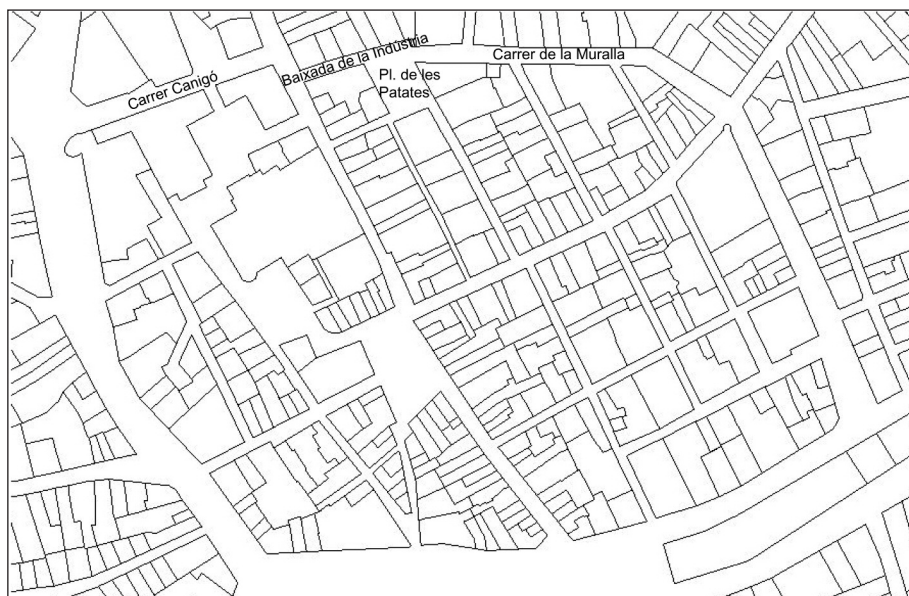 Carrer de la Muralla
Baixada de la Indústria
Pl. de les
Patates
Carrer Canigó